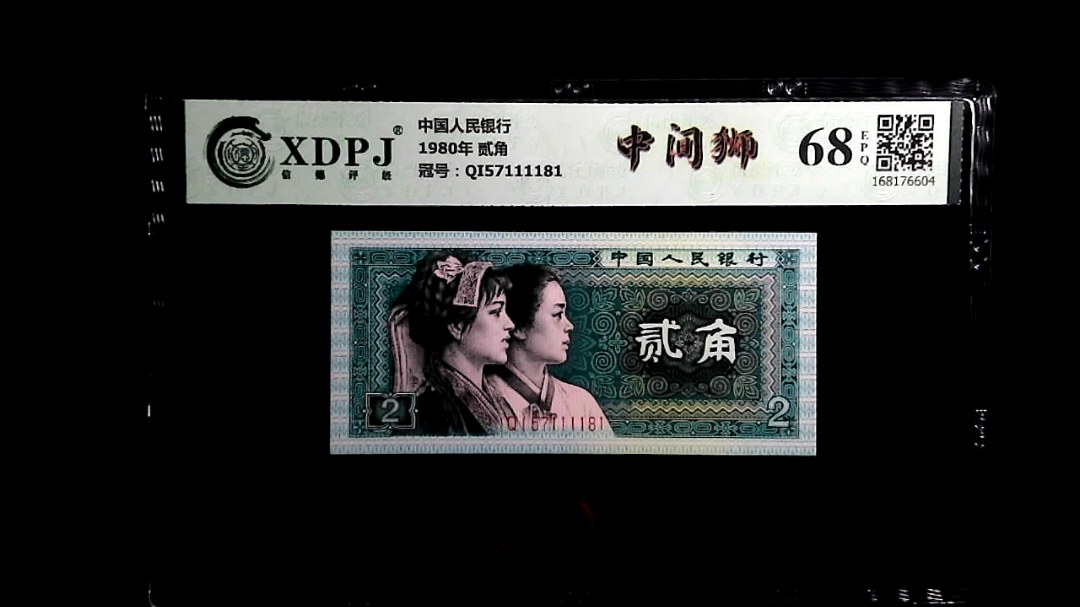 XDPJ®
信德评级
中国人民银行
1980年 贰角
冠号：QI57111181
中间狮
68
EPQ
168176604
中国人民银行
贰角
2
2
QI57111181